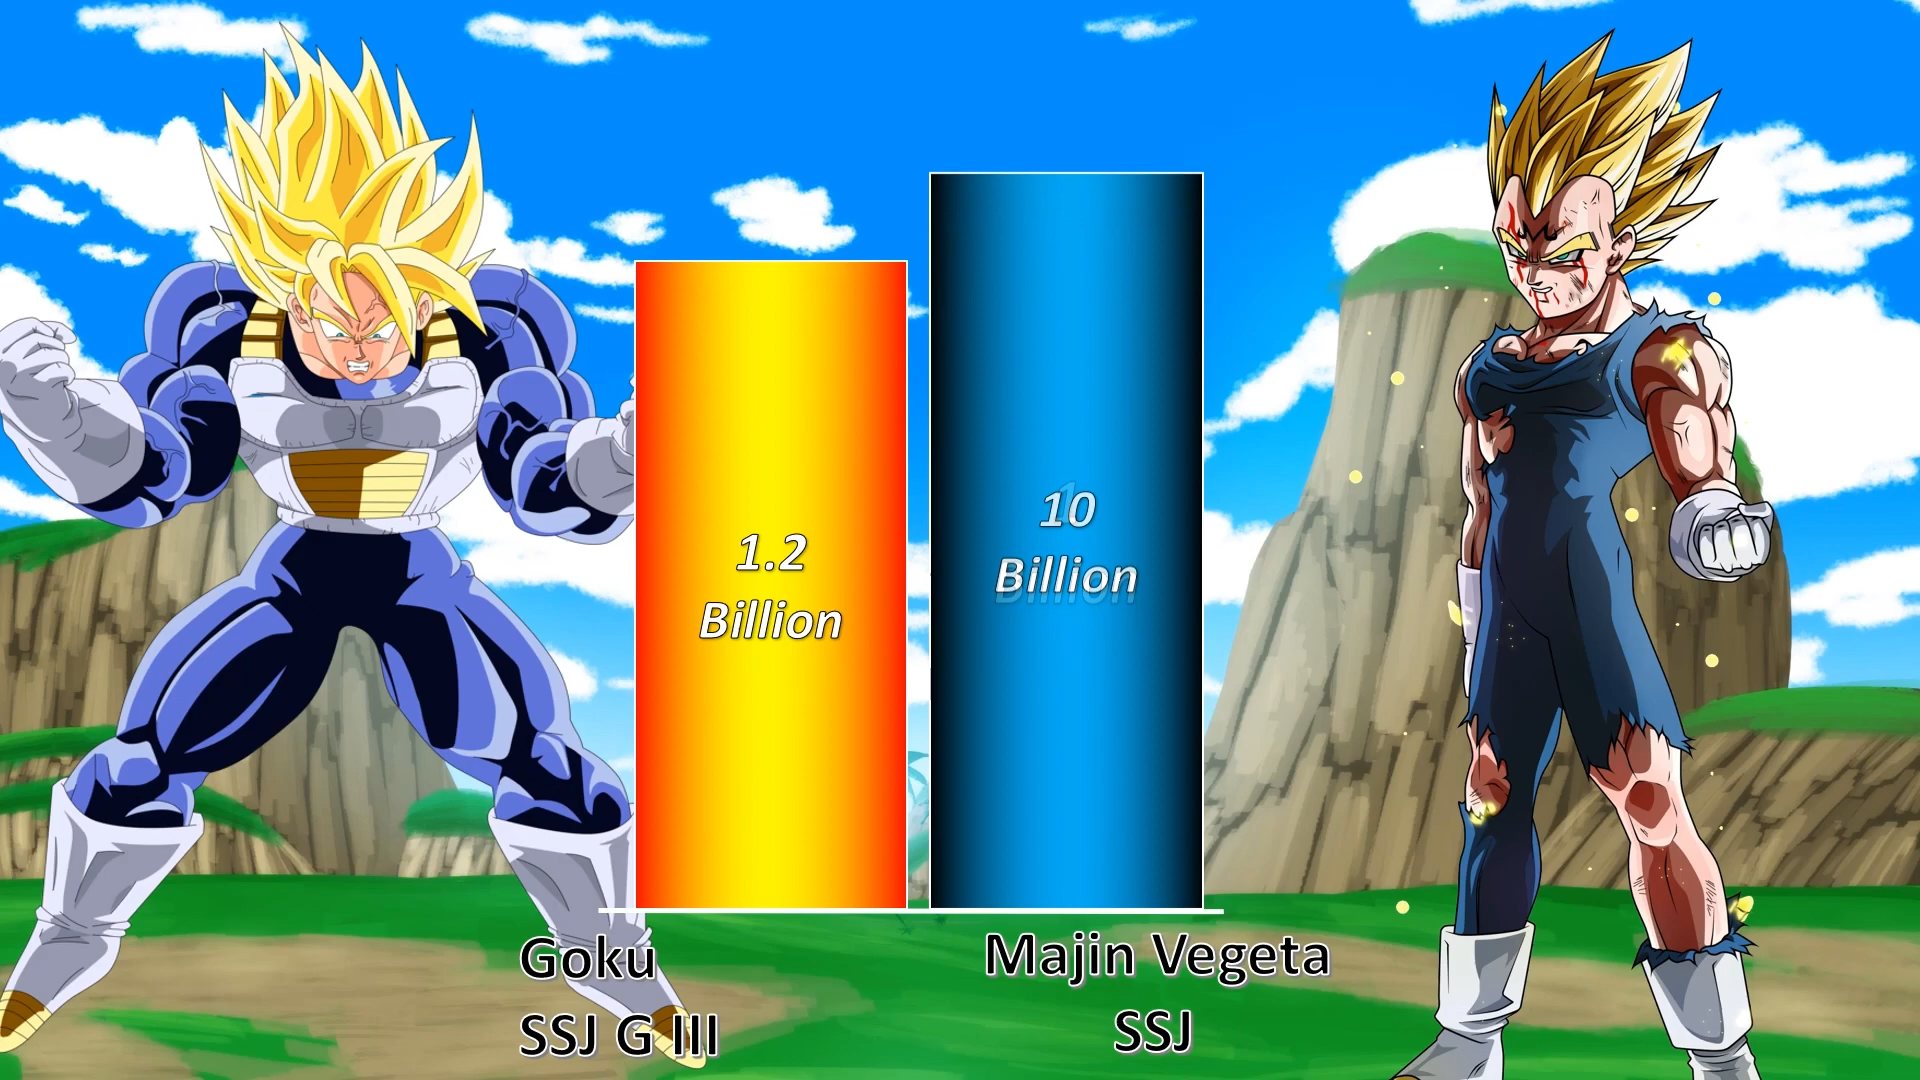 1.2
Billion
10
Billion
Goku
SSJ G III
Majin Vegeta
SSJ